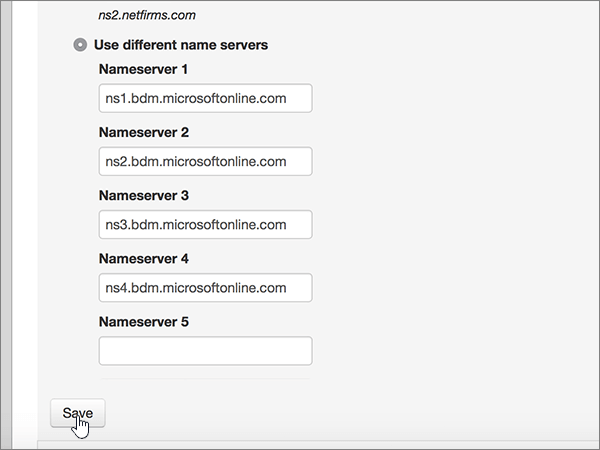 ns2.netfirms.com
Use different name servers
Nameserver 1
ns1.bdm.microsoftonline.com
Nameserver 2
ns2.bdm.microsoftonline.com
Nameserver 3
ns3.bdm.microsoftonline.com
Nameserver 4
ns4.bdm.microsoftonline.com
Nameserver 5
Save